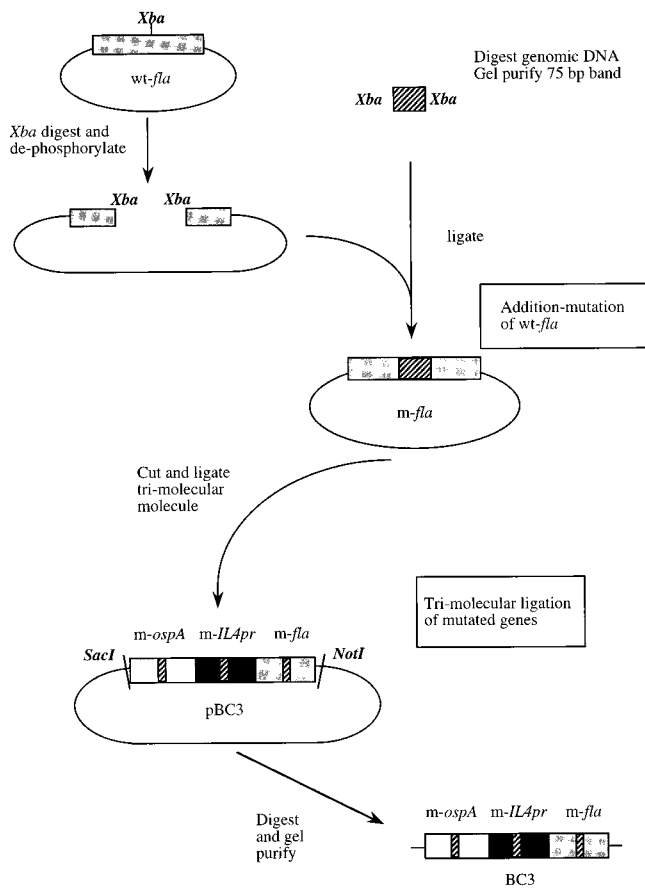 Xba
wt-fla
Digest genomic DNA
Gel purify 75 bp band
Xba Xba
Xba digest and
de-phosphorylate
Xba Xba
ligate
Addition-mutation
of wt-fla
m-fla
Cut and ligate
tri-molecular
molecule
Tri-molecular ligation
of mutated genes
m-ospA m-IL4pr m-fla
SacI NotI
pBC3
Digest
and gel
purify
m-ospA m-IL4pr m-fla
BC3